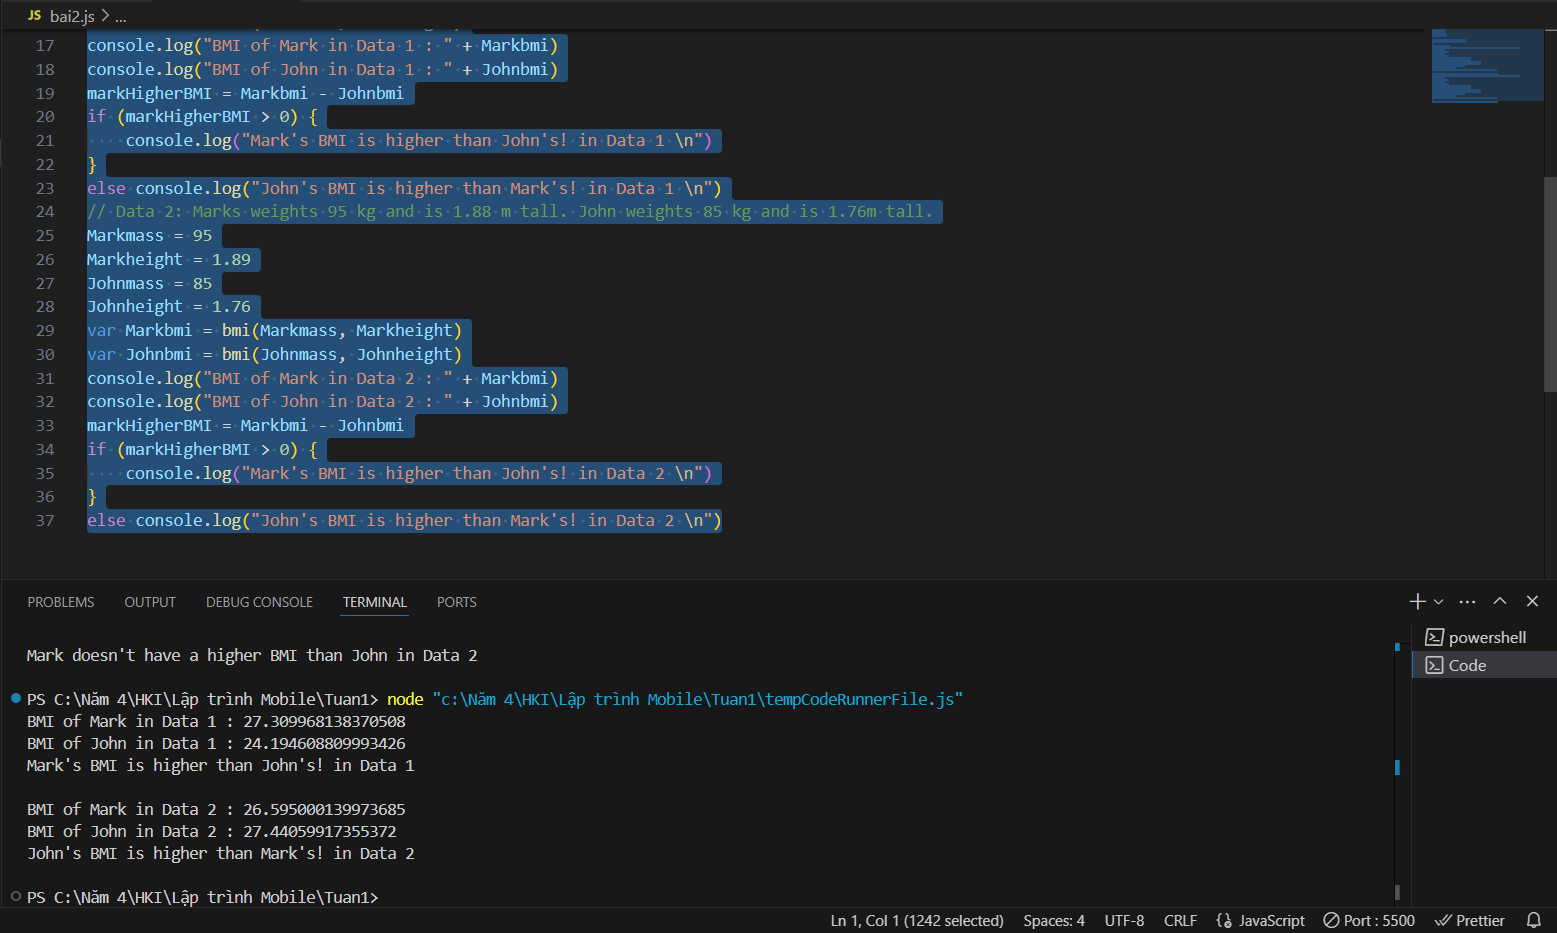 JS bai2.js > ...
17 console.log("BMI of Mark in Data 1 : " + Markbmi)
18 console.log("BMI of John in Data 1 : " + Johnbmi)
19 markHigherBMI = Markbmi - Johnbmi
20 if (markHigherBMI > 0) {
21 console.log("Mark's BMI is higher than John's! in Data 1 \n")
22 }
23 else console.log("John's BMI is higher than Mark's! in Data 1 \n")
24 // Data 2: Marks weights 95 kg and is 1.88 m tall. John weights 85 kg and is 1.76m tall.
25 Markmass = 95
26 Markheight = 1.89
27 Johnmass = 85
28 Johnheight = 1.76
29 var Markbmi = bmi(Markmass, Markheight)
30 var Johnbmi = bmi(Johnmass, Johnheight)
31 console.log("BMI of Mark in Data 2 : " + Markbmi)
32 console.log("BMI of John in Data 2 : " + Johnbmi)
33 markHigherBMI = Markbmi - Johnbmi
34 if (markHigherBMI > 0) {
35 console.log("Mark's BMI is higher than John's! in Data 2 \n")
36 }
37 else console.log("John's BMI is higher than Mark's! in Data 2 \n")
PROBLEMS OUTPUT DEBUG CONSOLE TERMINAL PORTS
powershell
Code
Mark doesn't have a higher BMI than John in Data 2
PS C:\Năm 4\HKI\Lập trình Mobile\Tuan1> node "c:\Năm 4\HKI\Lập trình Mobile\Tuan1\tempCodeRunnerFile.js"
BMI of Mark in Data 1 : 27.309968138370508
BMI of John in Data 1 : 24.194608809993426
Mark's BMI is higher than John's! in Data 1
BMI of Mark in Data 2 : 26.595000139973685
BMI of John in Data 2 : 27.44059917355372
John's BMI is higher than Mark's! in Data 2
PS C:\Năm 4\HKI\Lập trình Mobile\Tuan1>
Ln 1, Col 1 (1242 selected) Spaces: 4 UTF-8 CRLF JavaScript Port : 5500 Prettier